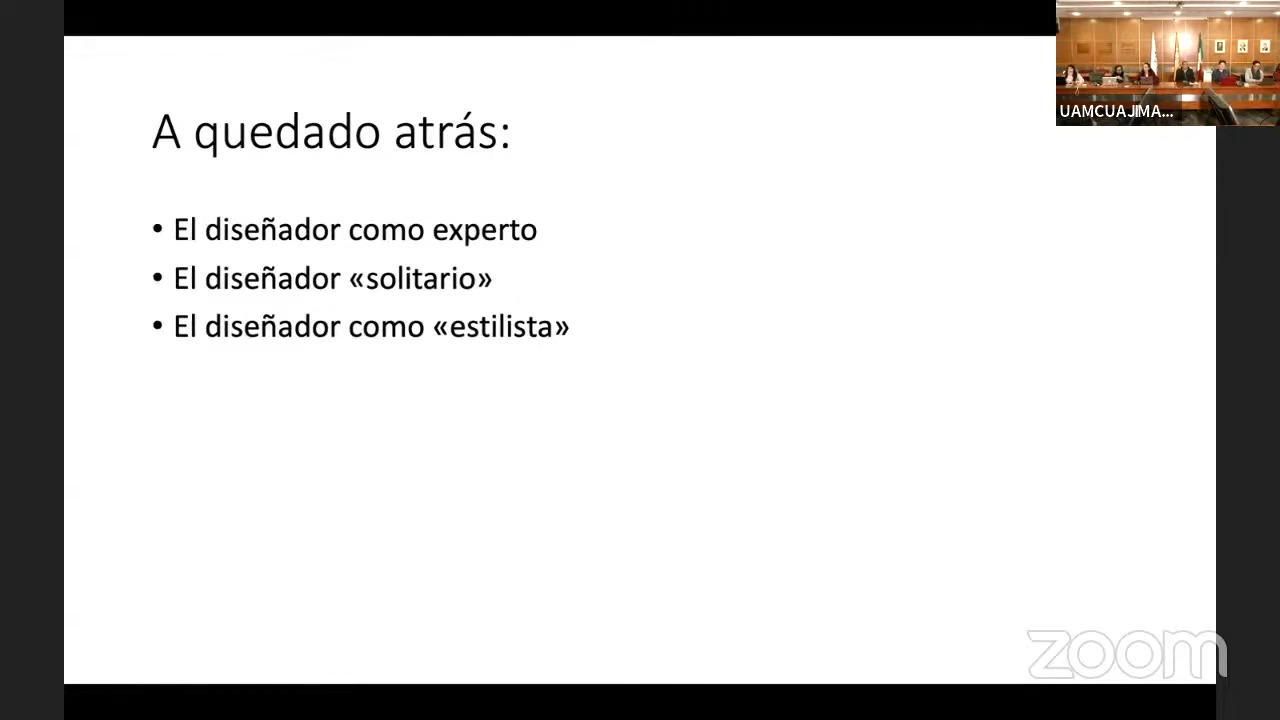 A quedado atrás:
• El diseñador como experto
• El diseñador «solitario»
• El diseñador como «estilista»
UAMCUAJIMA...
zoom